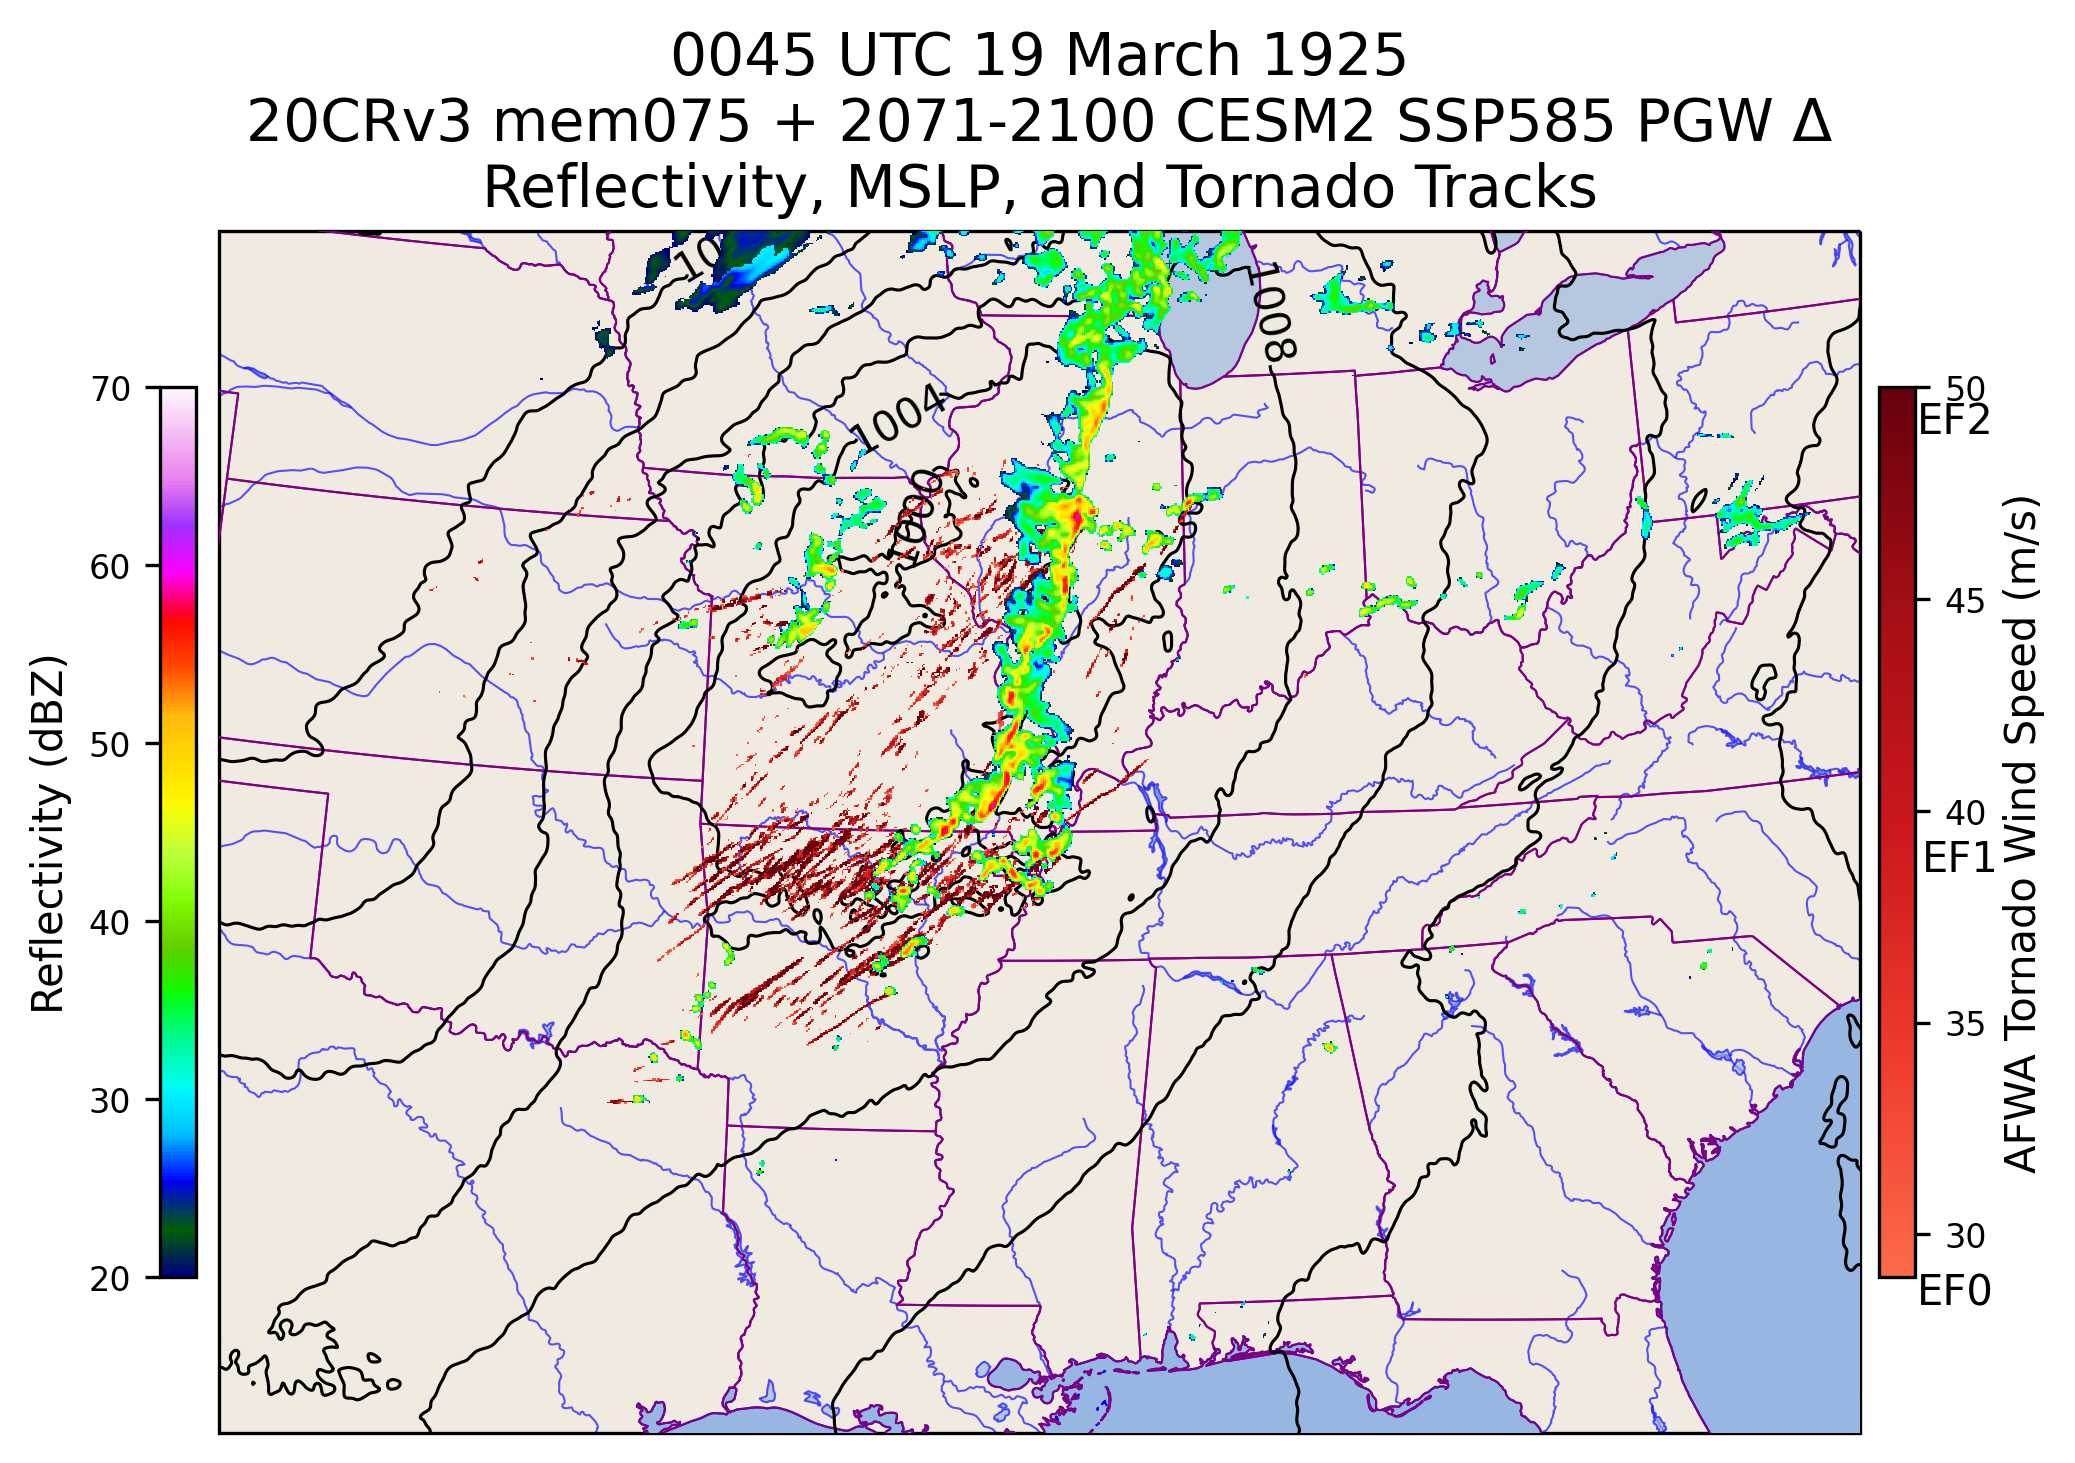 0045 UTC 19 March 1925
20CRv3 mem075 + 2071-2100 CESM2 SSP585 PGW Δ
Reflectivity, MSLP, and Tornado Tracks
10
1008
1004
1000
70
60
50
40
30
20
Reflectivity (dBZ)
50
EF2
45
40
EF1
35
30
EF0
AFWA Tornado Wind Speed (m/s)